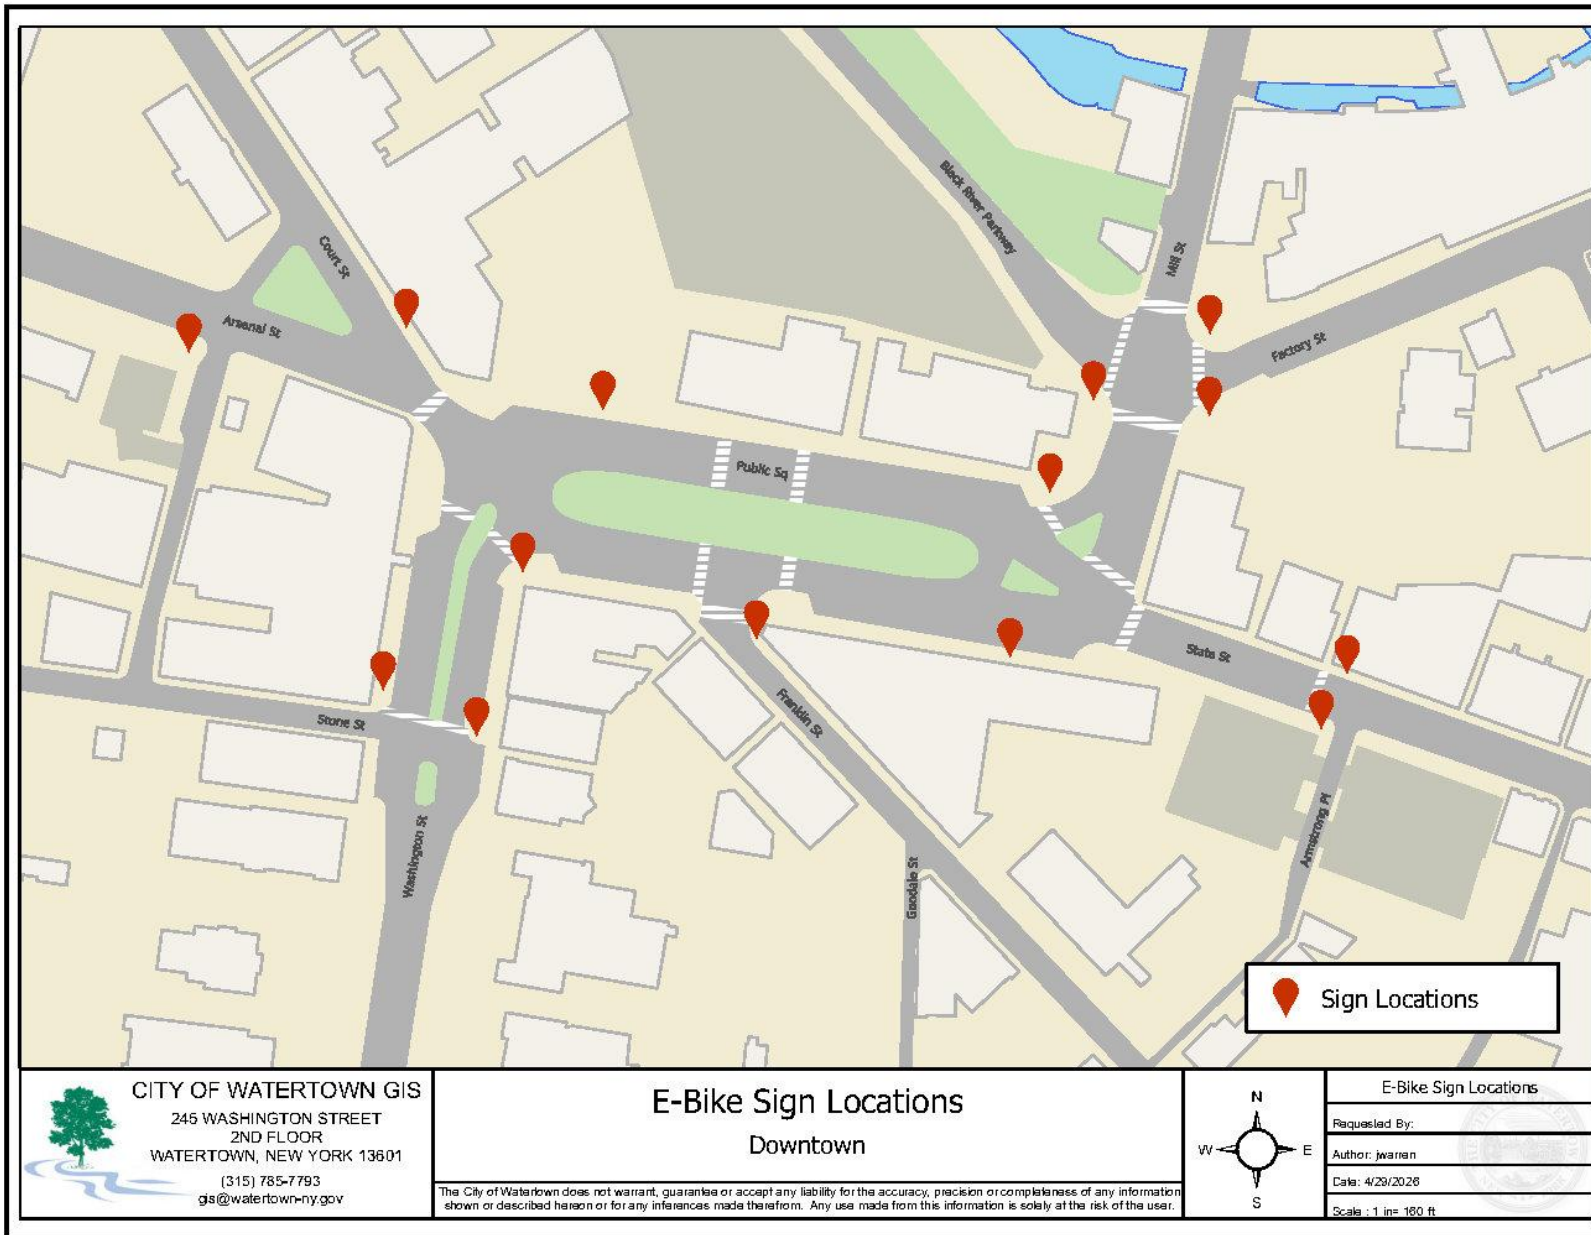 Black River Parkway
Mill St
Court St
Arsenal St
Factory St
Public Sq
State St
Stone St
Franklin St
Washington St
Goodale St
Armstrong Pl
Sign Locations
CITY OF WATERTOWN GIS
245 WASHINGTON STREET
2ND FLOOR
WATERTOWN, NEW YORK 13601
(315) 785-7793
gis@watertown-ny.gov
E-Bike Sign Locations
Downtown
The City of Watertown does not warrant, guarantee or accept any liability for the accuracy, precision or completeness of any information
shown or described hereon or for any inferences made therefrom. Any use made from this information is solely at the risk of the user.
N
W
E
S
E-Bike Sign Locations
Requested By:
Author: jwarren
Date: 4/29/2026
Scale : 1 in= 160 ft